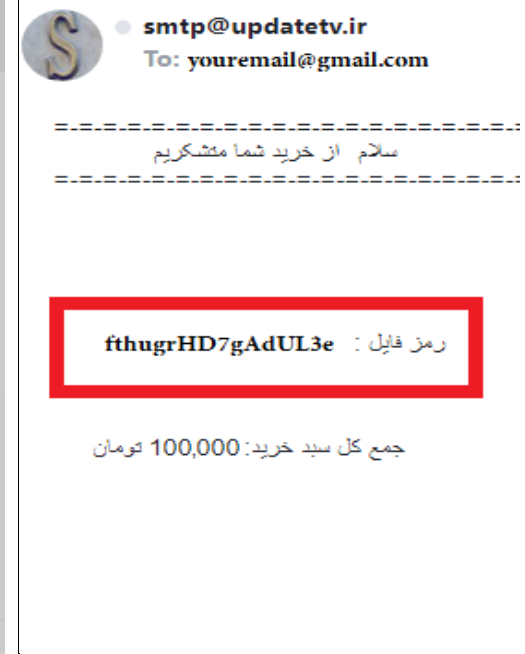 S
smtp@updatetv.ir
To: youremail@gmail.com
=-=-=-=-=-=-=-=-=-=-=-=-=-=-=-=-=-=-=-=
سلام از خرید شما متشکریم
=-=-=-=-=-=-=-=-=-=-=-=-=-=-=-=-=-=-=-=
رمز فایل : fthugrHD7gAdUL3e
جمع کل سبد خرید: 100,000 تومان